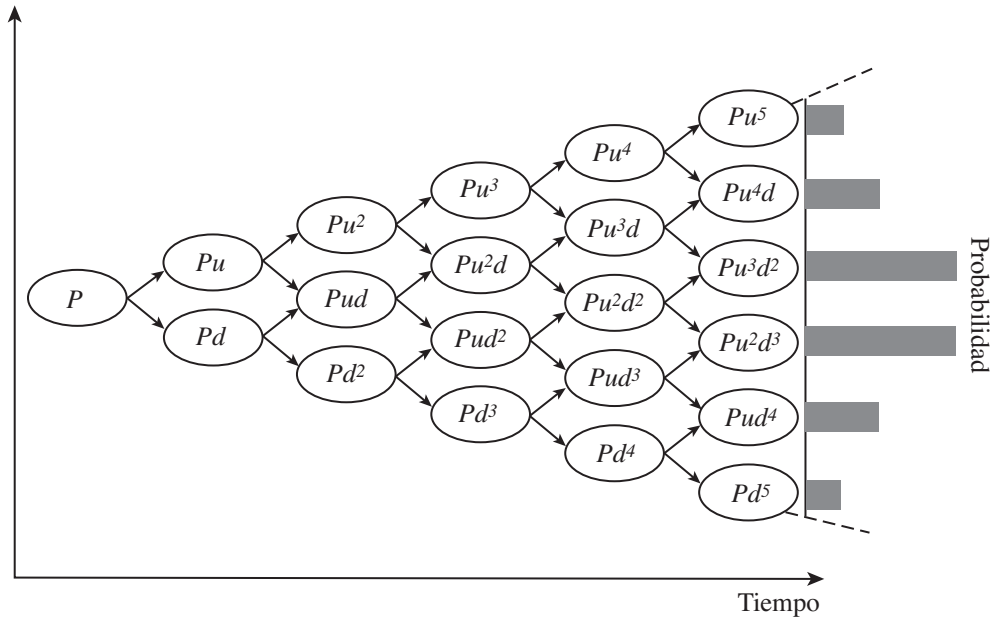 P
Pu
Pd
Pu²
Pud
Pd²
Pu³
Pu²d
Pud²
Pd³
Pu⁴
Pu³d
Pu²d²
Pud³
Pd⁴
Pu⁵
Pu⁴d
Pu³d²
Pu²d³
Pud⁴
Pd⁵
Probabilidad
Tiempo